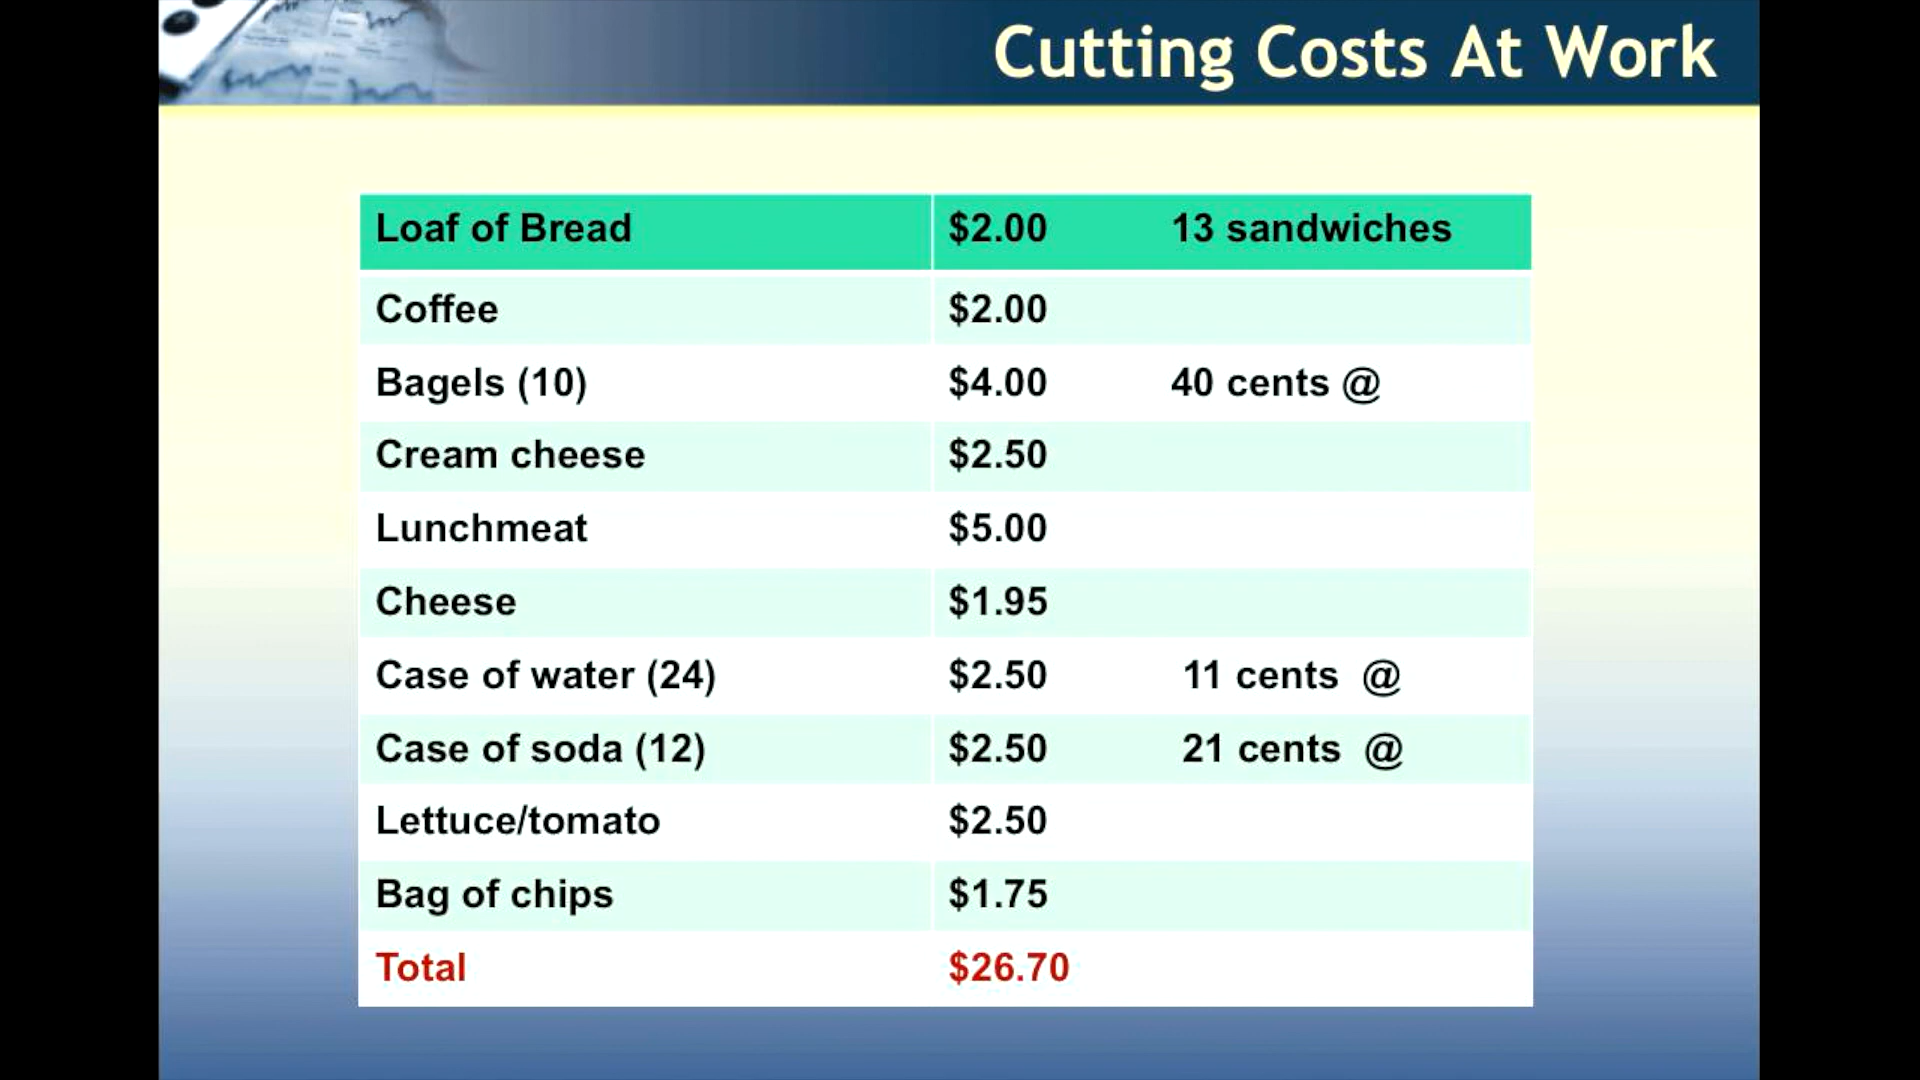 Cutting Costs At Work
Loaf of Bread $2.00 13 sandwiches
Coffee $2.00
Bagels (10) $4.00 40 cents @
Cream cheese $2.50
Lunchmeat $5.00
Cheese $1.95
Case of water (24) $2.50 11 cents @
Case of soda (12) $2.50 21 cents @
Lettuce/tomato $2.50
Bag of chips $1.75
Total $26.70